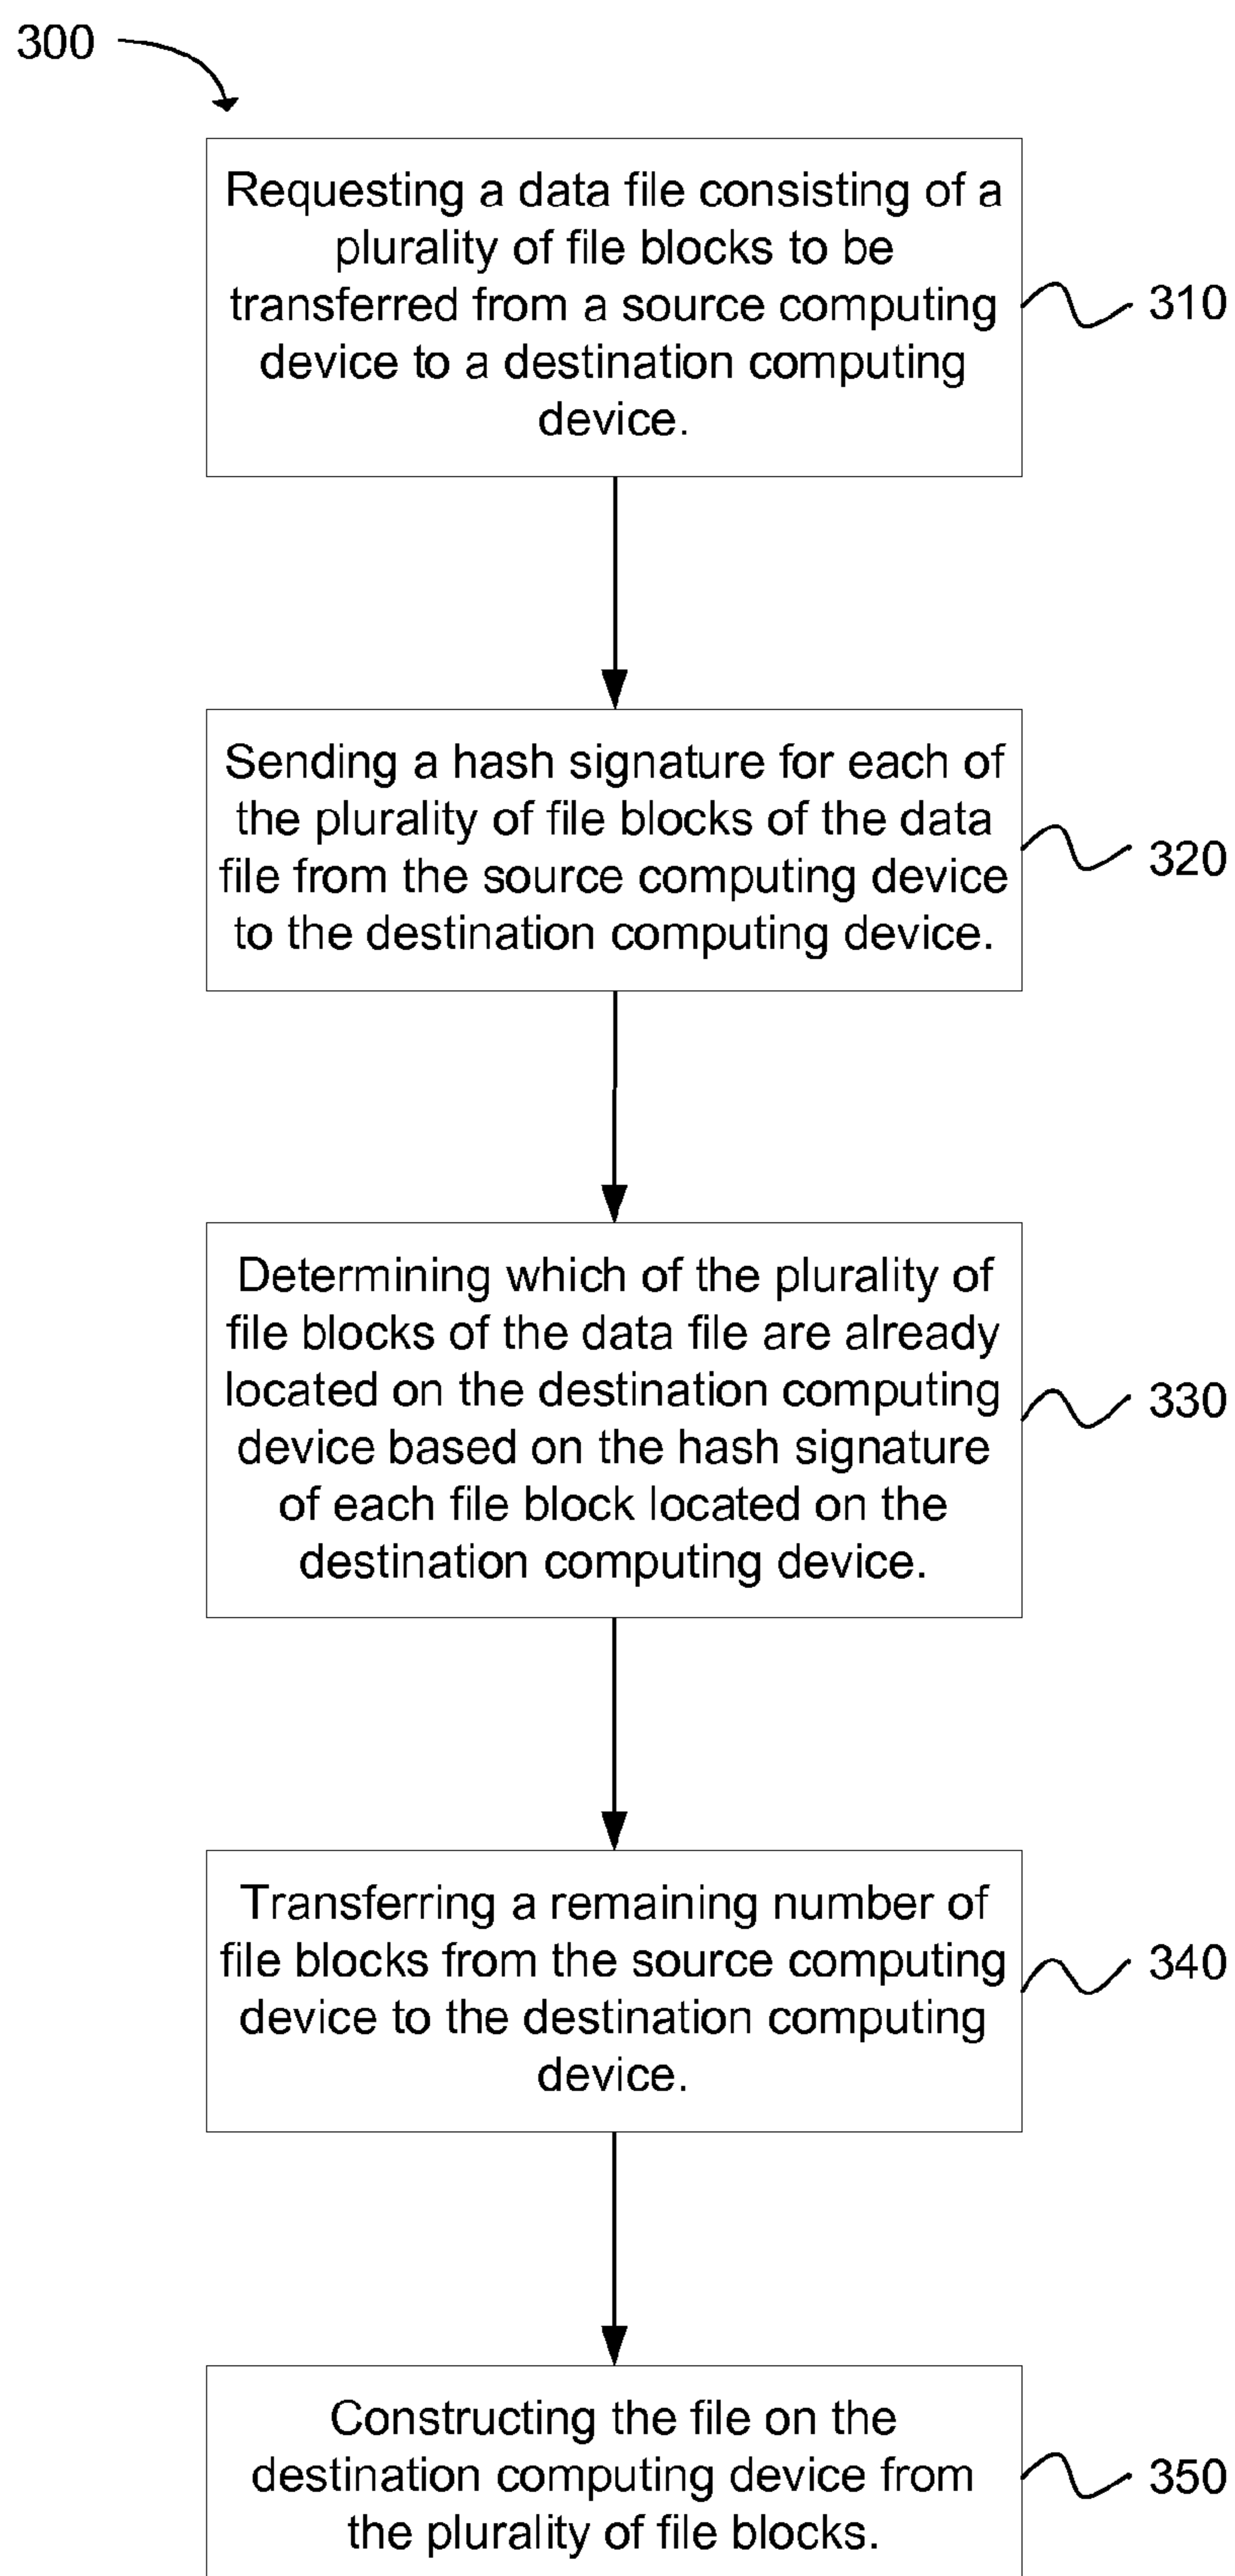 300
Requesting a data file consisting of a
plurality of file blocks to be
transferred from a source computing
device to a destination computing
device.
310
Sending a hash signature for each of
the plurality of file blocks of the data
file from the source computing device
to the destination computing device.
320
Determining which of the plurality of
file blocks of the data file are already
located on the destination computing
device based on the hash signature
of each file block located on the
destination computing device.
330
Transferring a remaining number of
file blocks from the source computing
device to the destination computing
device.
340
Constructing the file on the
destination computing device from
the plurality of file blocks.
350